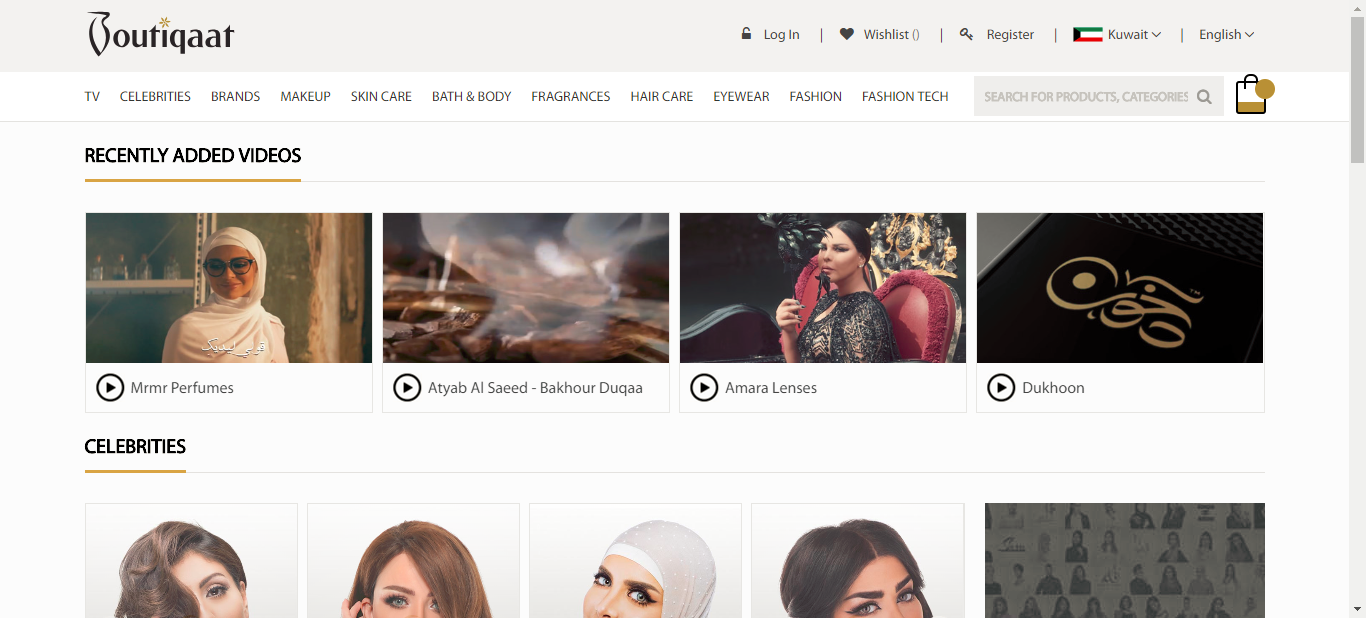 Boutiqaat
Log In | Wishlist () | Register | Kuwait | English
TV CELEBRITIES BRANDS MAKEUP SKIN CARE BATH & BODY FRAGRANCES HAIR CARE EYEWEAR FASHION FASHION TECH SEARCH FOR PRODUCTS, CATEGORIES
RECENTLY ADDED VIDEOS
قولي لبيديك
دخون
Mrmr Perfumes
Atyab Al Saeed - Bakhour Duqaa
Amara Lenses
Dukhoon
CELEBRITIES